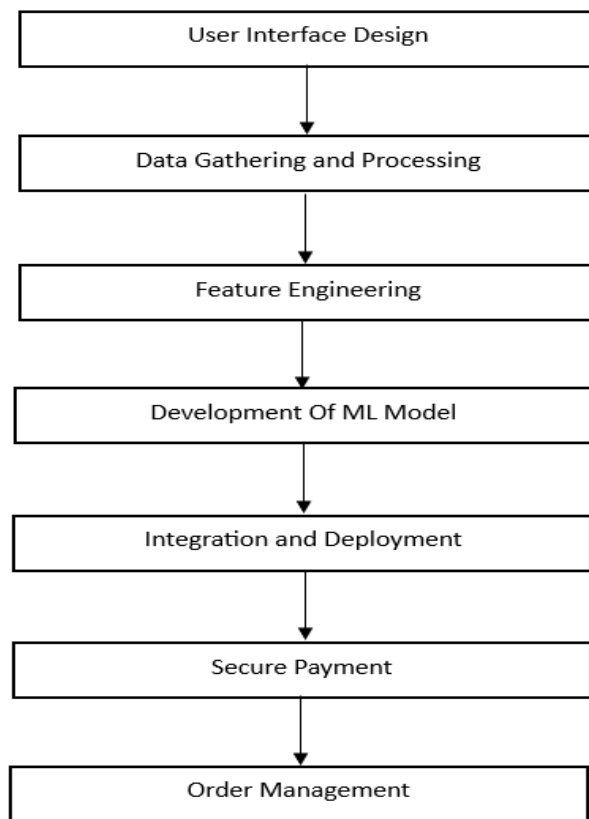 User Interface Design
Data Gathering and Processing
Feature Engineering
Development Of ML Model
Integration and Deployment
Secure Payment
Order Management